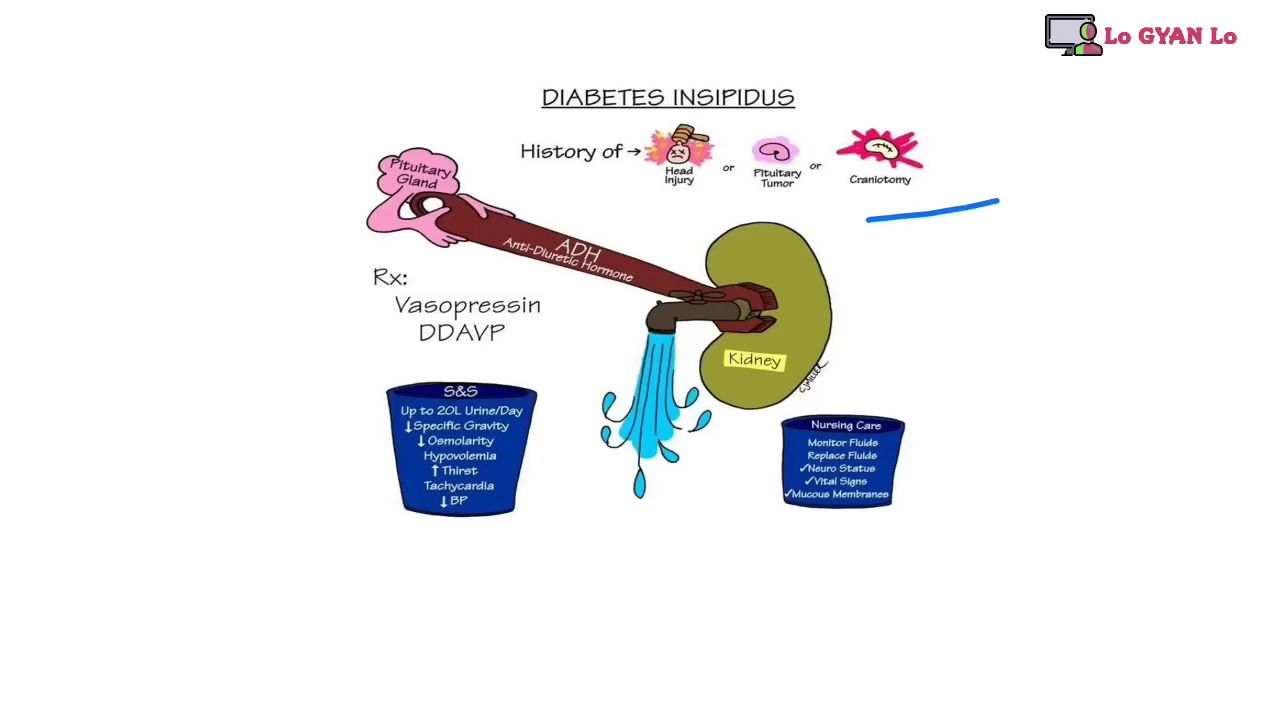 Lo GYAN Lo
DIABETES INSIPIDUS
History of →
Head
Injury
or
Pituitary
Tumor
or
Craniotomy
Pituitary
Gland
ADH
Anti-Diuretic Hormone
Rx:
Vasopressin
DDAVP
Kidney
CJMILLER
S&S
Up to 20L Urine/Day
↓Specific Gravity
↓Osmolarity
Hypovolemia
↑Thirst
Tachycardia
↓BP
Nursing Care
Monitor Fluids
Replace Fluids
✓Neuro Status
✓Vital Signs
✓Mucous Membranes